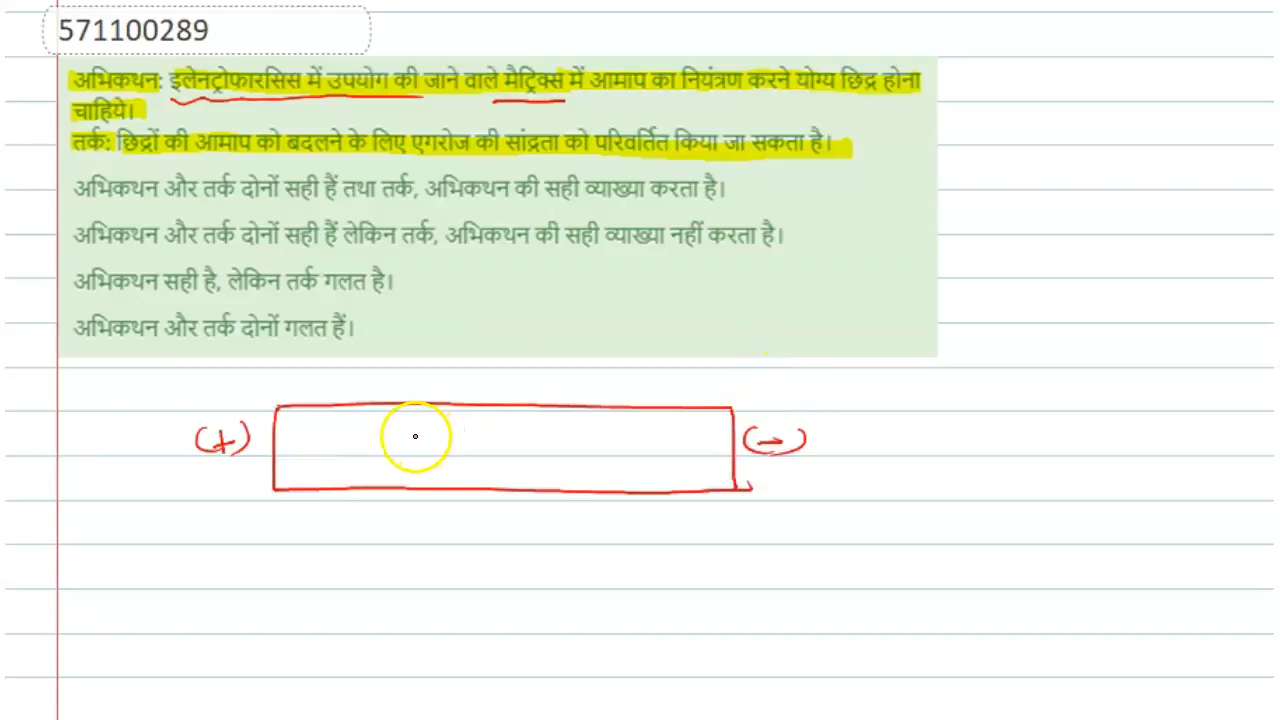 571100289
अभिकथन: इलेनट्रोफारसिस में उपयोग की जाने वाले मैट्रिक्स में आमाप का नियंत्रण करने योग्य छिद्र होना
चाहिये।
तर्क: छिद्रों की आमाप को बदलने के लिए एगरोज की सांद्रता को परिवर्तित किया जा सकता है।
अभिकथन और तर्क दोनों सही हैं तथा तर्क, अभिकथन की सही व्याख्या करता है।
अभिकथन और तर्क दोनों सही हैं लेकिन तर्क, अभिकथन की सही व्याख्या नहीं करता है।
अभिकथन सही है, लेकिन तर्क गलत है।
अभिकथन और तर्क दोनों गलत हैं।
(+) (-)